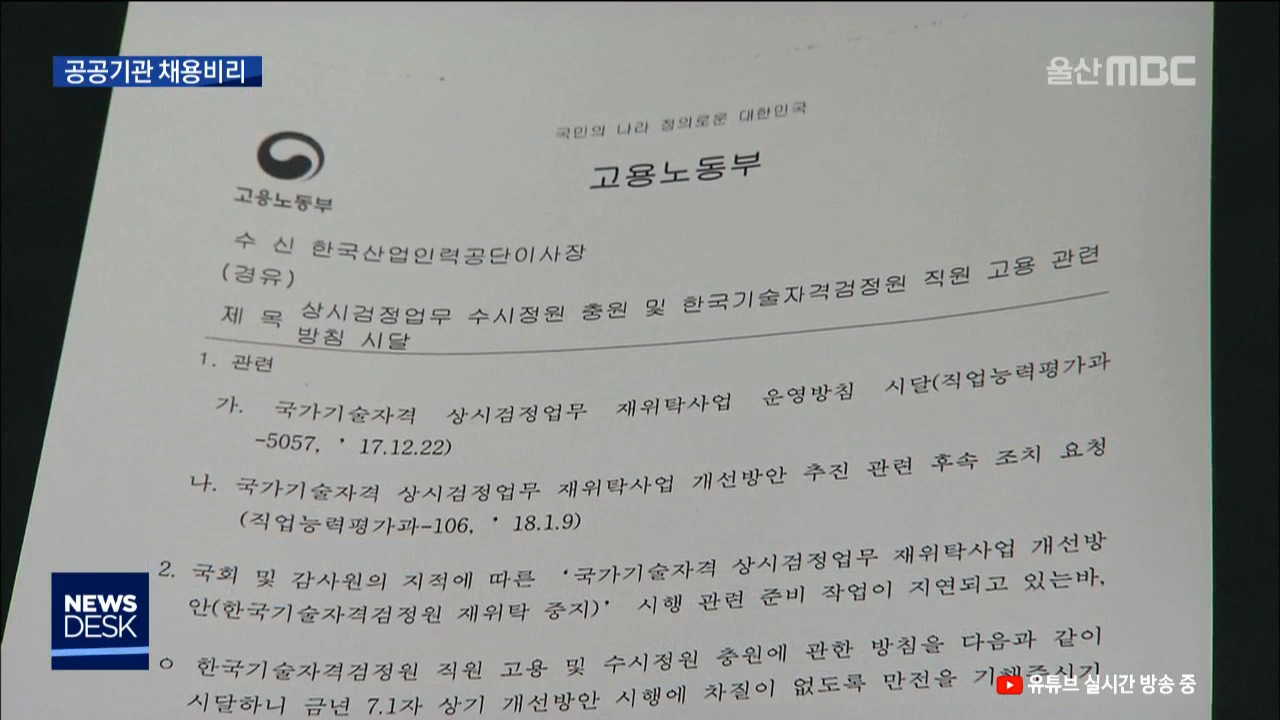 공공기관 채용비리
울산MBC
국민의 나라 정의로운 대한민국
고용노동부
고용노동부
수 신 한국산업인력공단이사장
(경유)
제 목 상시검정업무 수시정원 충원 및 한국기술자격검정원 직원 고용 관련
방침 시달
1. 관련
가. 국가기술자격 상시검정업무 재위탁사업 운영방침 시달(직업능력평가과
-5057, ' 17.12.22)
나. 국가기술자격 상시검정업무 재위탁사업 개선방안 추진 관련 후속 조치 요청
(직업능력평가과-106, ' 18.1.9)
2. 국회 및 감사원의 지적에 따른 '국가기술자격 상시검정업무 재위탁사업 개선방
안(한국기술자격검정원 재위탁 중지)' 시행 관련 준비 작업이 지연되고 있는바,
ㅇ 한국기술자격검정원 직원 고용 및 수시정원 충원에 관한 방침을 다음과 같이
시달하니 금년 7.1자 상기 개선방안 시행에 차질이 없도록 만전을 기해주시기
NEWS
DESK
유튜브 실시간 방송 중